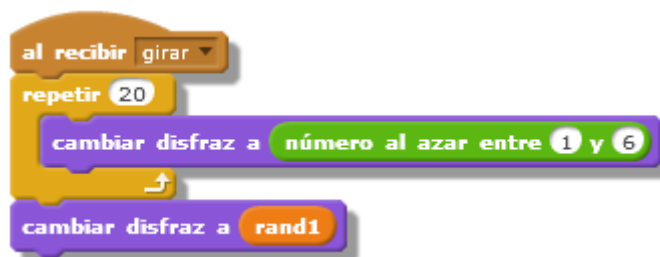 al recibir girar
repetir 20
cambiar disfraz a número al azar entre 1 y 6
cambiar disfraz a rand1